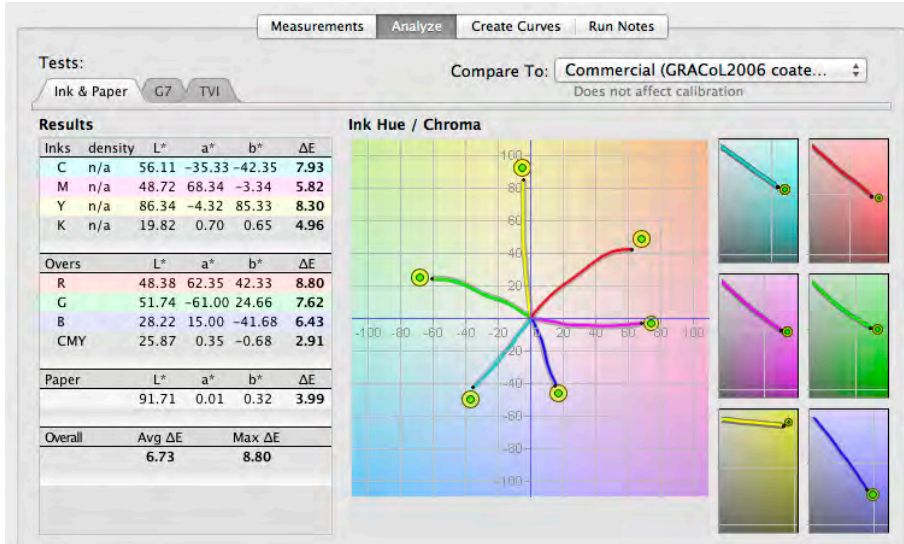 Measurements Analyze Create Curves Run Notes
Tests:
Compare To: Commercial (GRACoL2006 coate...
Ink & Paper G7 TVI
Does not affect calibration
Results
Inks density L* a* b* ΔE
C n/a 56.11 -35.33 -42.35 7.93
M n/a 48.72 68.34 -3.34 5.82
Y n/a 86.34 -4.32 85.33 8.30
K n/a 19.82 0.70 0.65 4.96
Overs L* a* b* ΔE
R 48.38 62.35 42.33 8.80
G 51.74 -61.00 24.66 7.62
B 28.22 15.00 -41.68 6.43
CMY 25.87 0.35 -0.68 2.91
Paper L* a* b* ΔE
91.71 0.01 0.32 3.99
Overall Avg ΔE Max ΔE
6.73 8.80
Ink Hue / Chroma
100
80
60
40
20
-100 -80 -60 -40 -20 20 40 60 80 100
-20
-40
-60
-80
-100